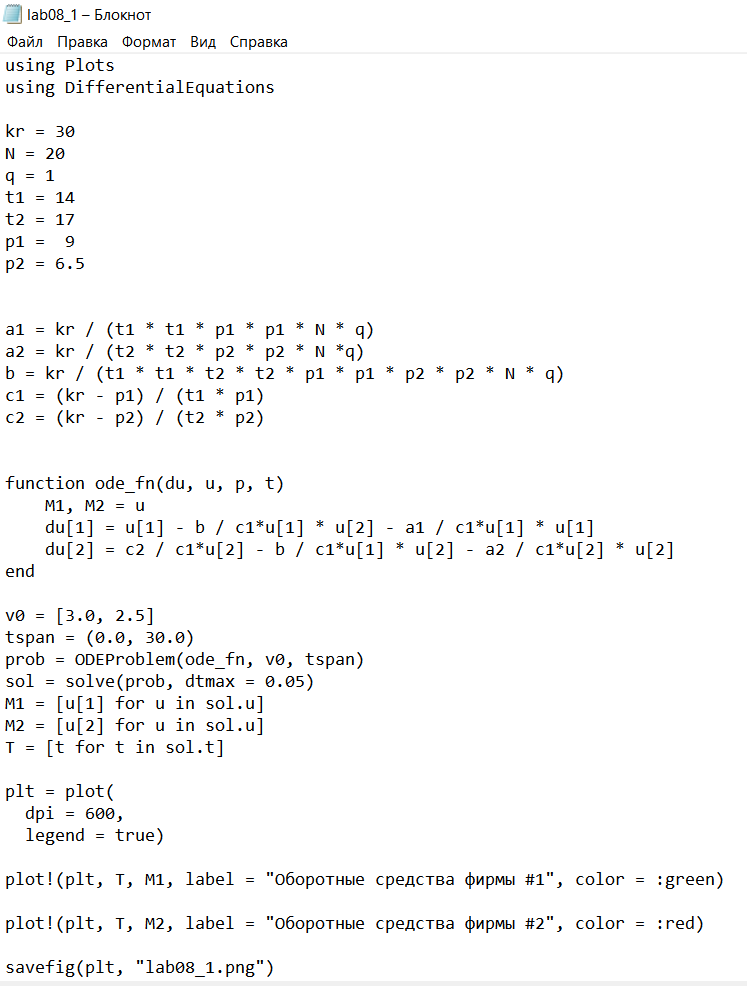 lab08_1 – Блокнот
Файл Правка Формат Вид Справка
using Plots
using DifferentialEquations
kr = 30
N = 20
q = 1
t1 = 14
t2 = 17
p1 =  9
p2 = 6.5
a1 = kr / (t1 * t1 * p1 * p1 * N * q)
a2 = kr / (t2 * t2 * p2 * p2 * N *q)
b = kr / (t1 * t1 * t2 * t2 * p1 * p1 * p2 * p2 * N * q)
c1 = (kr - p1) / (t1 * p1)
c2 = (kr - p2) / (t2 * p2)
function ode_fn(du, u, p, t)
    M1, M2 = u
    du[1] = u[1] - b / c1*u[1] * u[2] - a1 / c1*u[1] * u[1]
    du[2] = c2 / c1*u[2] - b / c1*u[1] * u[2] - a2 / c1*u[2] * u[2]
end
v0 = [3.0, 2.5]
tspan = (0.0, 30.0)
prob = ODEProblem(ode_fn, v0, tspan)
sol = solve(prob, dtmax = 0.05)
M1 = [u[1] for u in sol.u]
M2 = [u[2] for u in sol.u]
T = [t for t in sol.t]
plt = plot(
  dpi = 600,
  legend = true)
plot!(plt, T, M1, label = "Оборотные средства фирмы #1", color = :green)
plot!(plt, T, M2, label = "Оборотные средства фирмы #2", color = :red)
savefig(plt, "lab08_1.png")